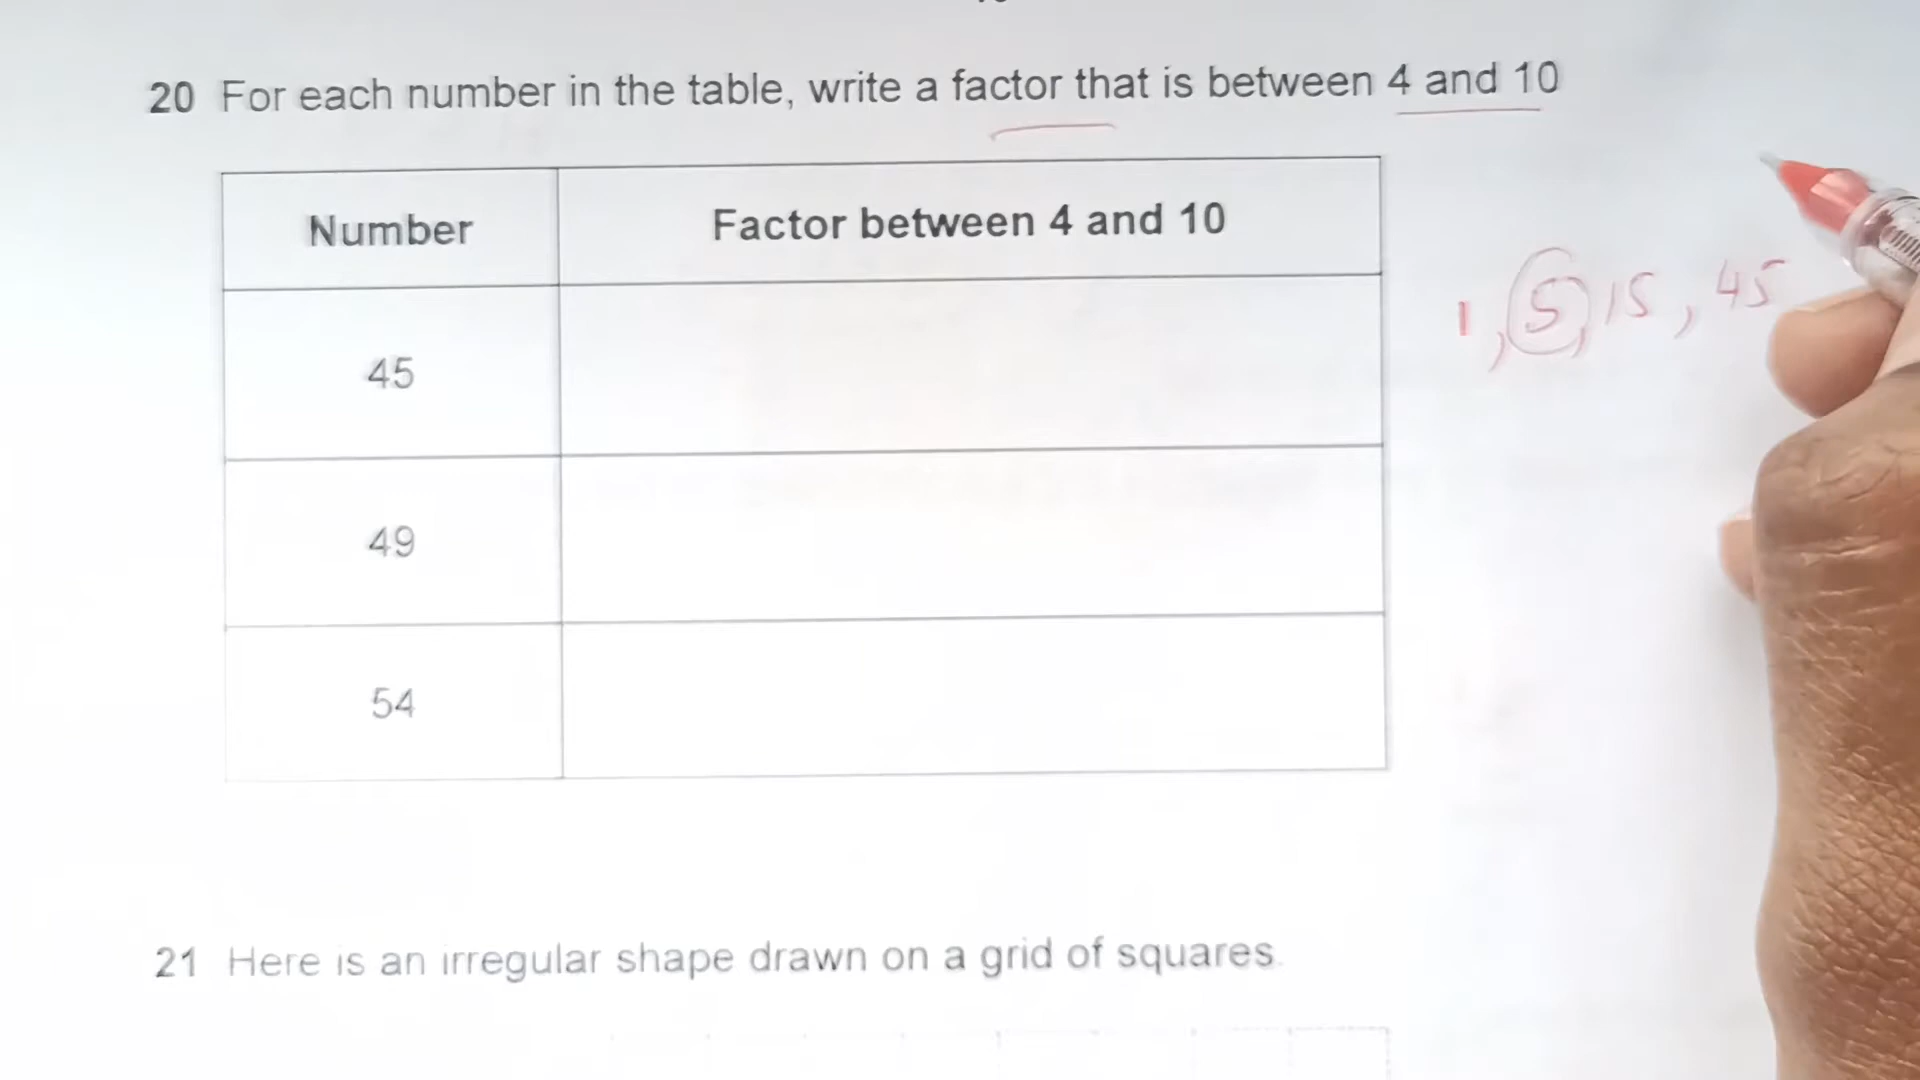 20 For each number in the table, write a factor that is between 4 and 10
Number Factor between 4 and 10
1, 5, 15, 45
45
49
54
21 Here is an irregular shape drawn on a grid of squares.